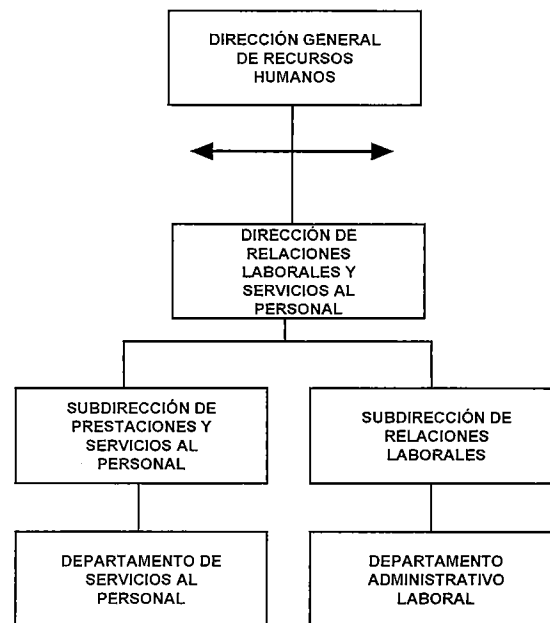 DIRECCIÓN GENERAL
DE RECURSOS
HUMANOS
DIRECCIÓN DE
RELACIONES
LABORALES Y
SERVICIOS AL
PERSONAL
SUBDIRECCIÓN DE
PRESTACIONES Y
SERVICIOS AL
PERSONAL
SUBDIRECCIÓN DE
RELACIONES
LABORALES
DEPARTAMENTO DE
SERVICIOS AL
PERSONAL
DEPARTAMENTO
ADMINISTRATIVO
LABORAL